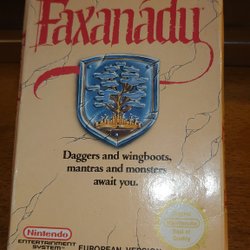 Faxanadu
Daggers and wingboots,
mantras and monsters
await you.
Nintendo
ENTERTAINMENT
SYSTEM
EUROPEAN VERSION